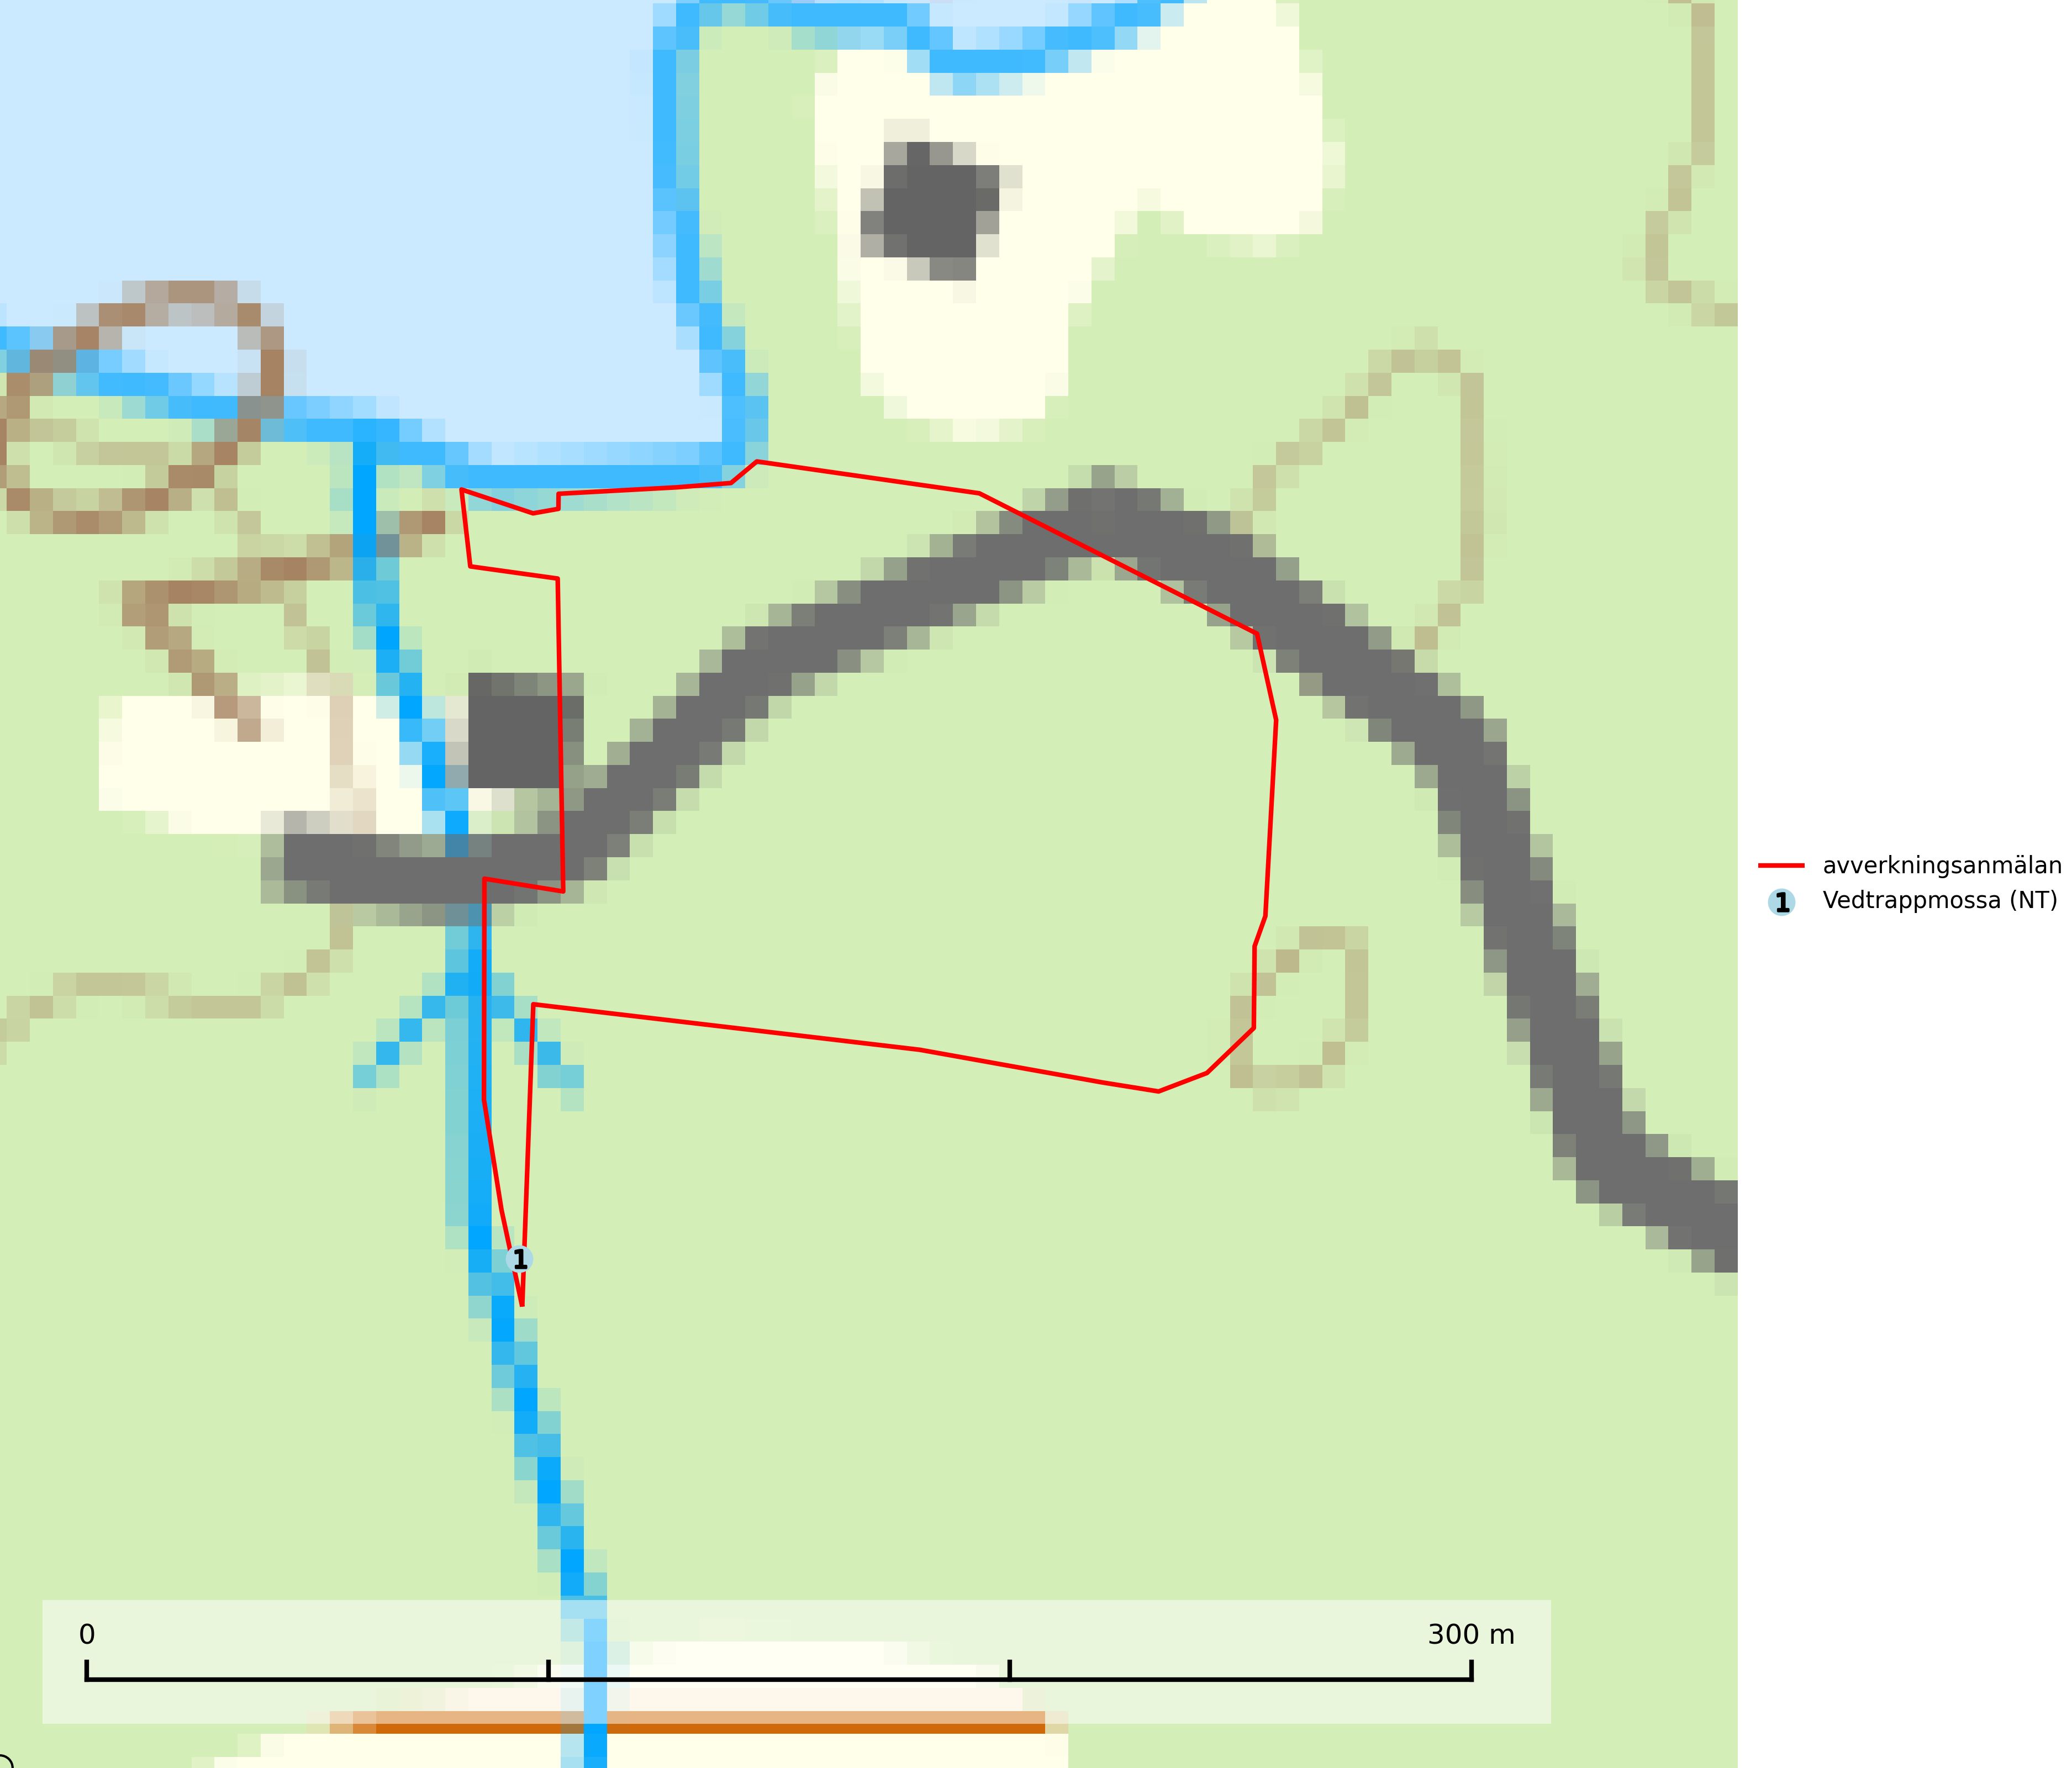 avverkningsanmälan
1 Vedtrappmossa (NT)
1
0 300 m